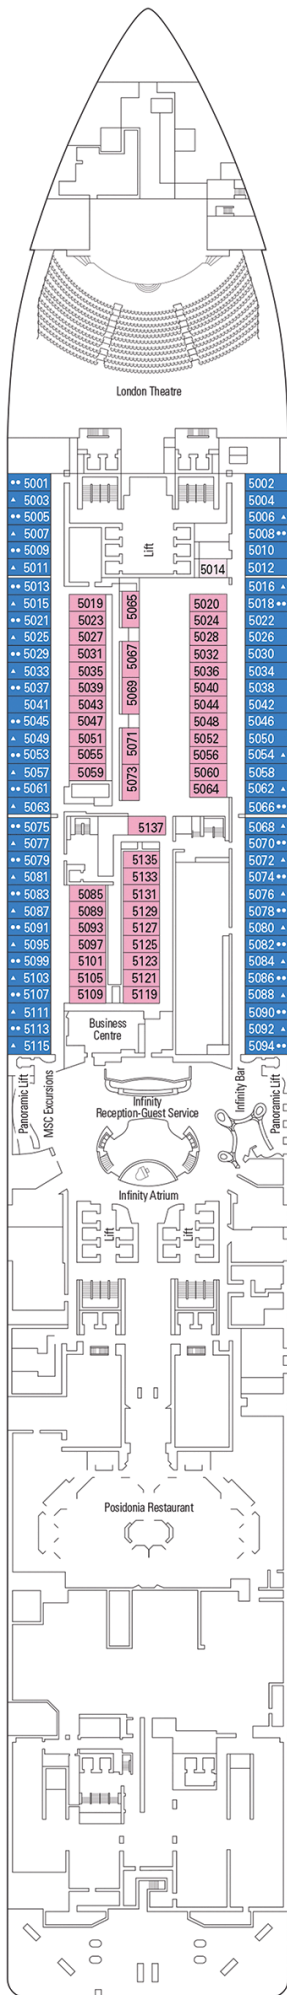 London Theatre
5001 5002
5003 5004
5005 5006
5007 Lift 5008
5009 5010
5011 5014 5012
5013 5016
5015 5019 5065 5020 5018
5021 5023 5024 5022
5025 5027 5028 5026
5029 5031 5067 5032 5030
5033 5035 5036 5034
5037 5039 5069 5040 5038
5041 5043 5044 5042
5045 5047 5048 5046
5049 5051 5071 5052 5050
5053 5055 5056 5054
5057 5059 5073 5060 5058
5061 5064 5062
5063 5066
5075 5137 5068
5077 5070
5079 5135 5072
5081 5133 5074
5083 5085 5131 5076
5087 5089 5129 5078
5091 5093 5127 5080
5095 5097 5125 5082
5099 5101 5123 5084
5103 5105 5121 5086
5107 5109 5119 5088
5111 5090
5113 Business 5092
5115 Centre 5094
Panoramic Lift
MSC Excursions
Infinity
Reception-Guest Service
Infinity Bar
Panoramic Lift
Infinity Atrium
Lift Lift
Posidonia Restaurant